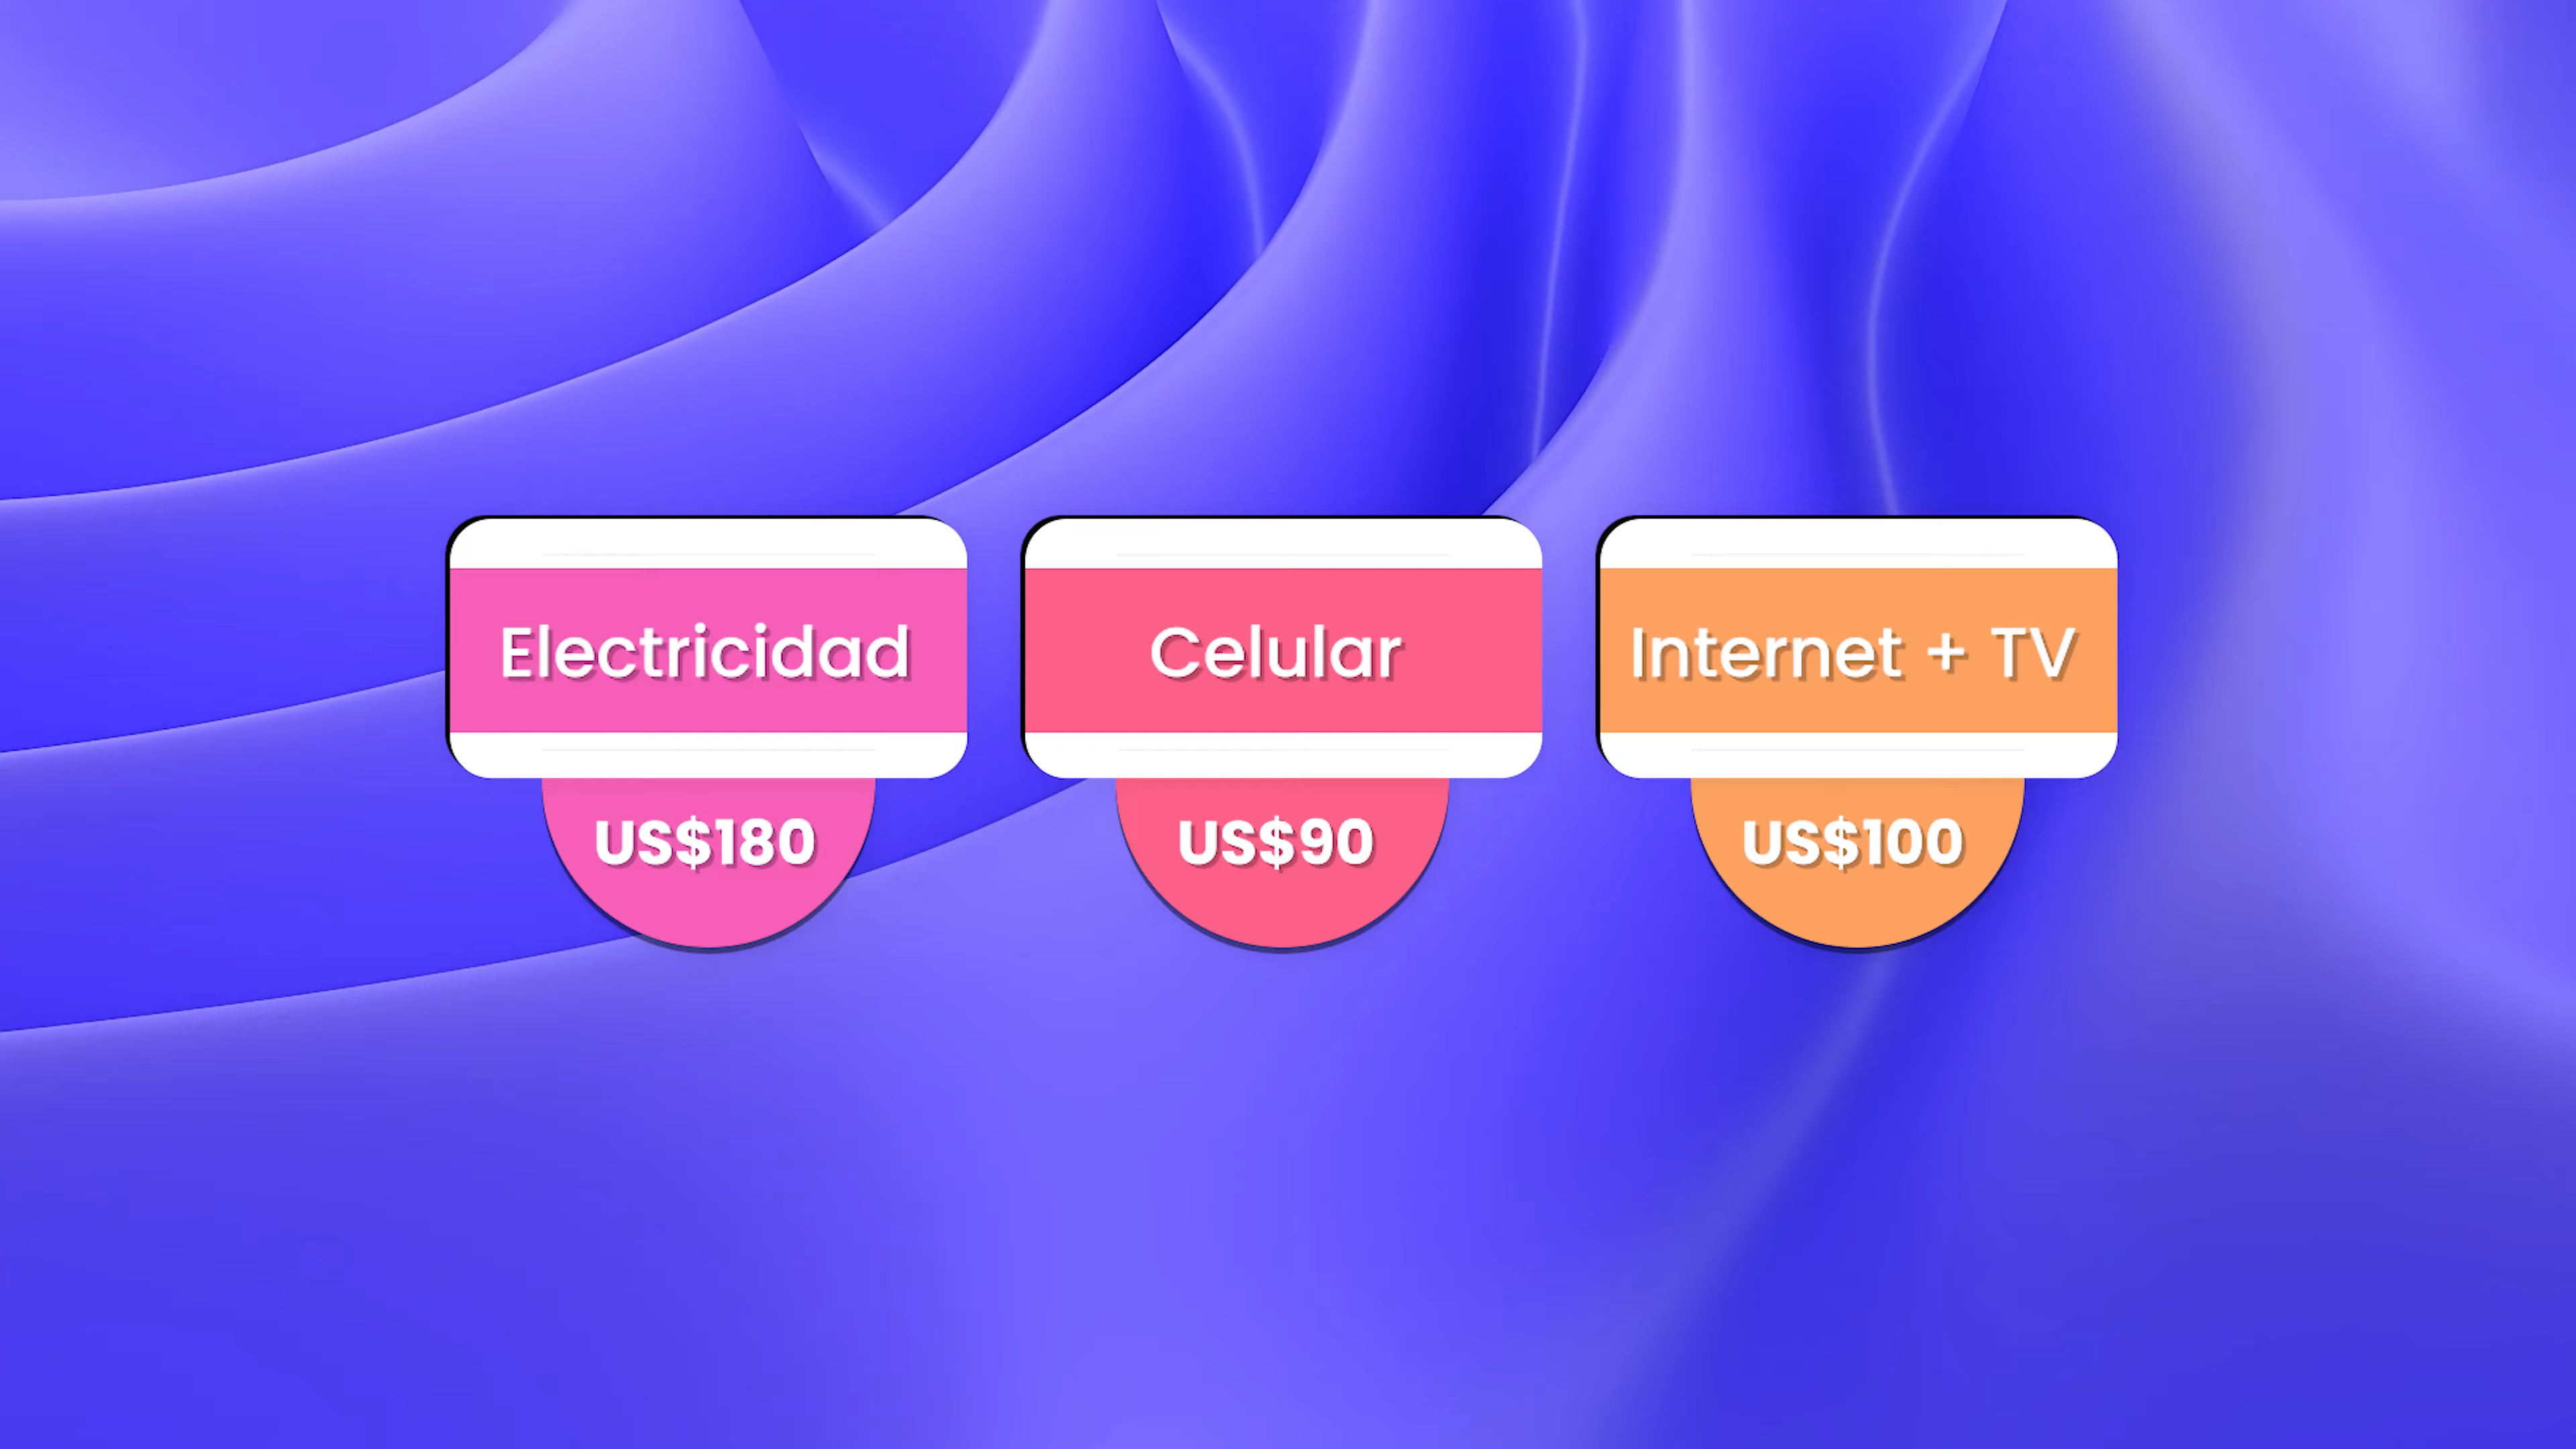 Electricidad
US$180
Celular
US$90
Internet + TV
US$100